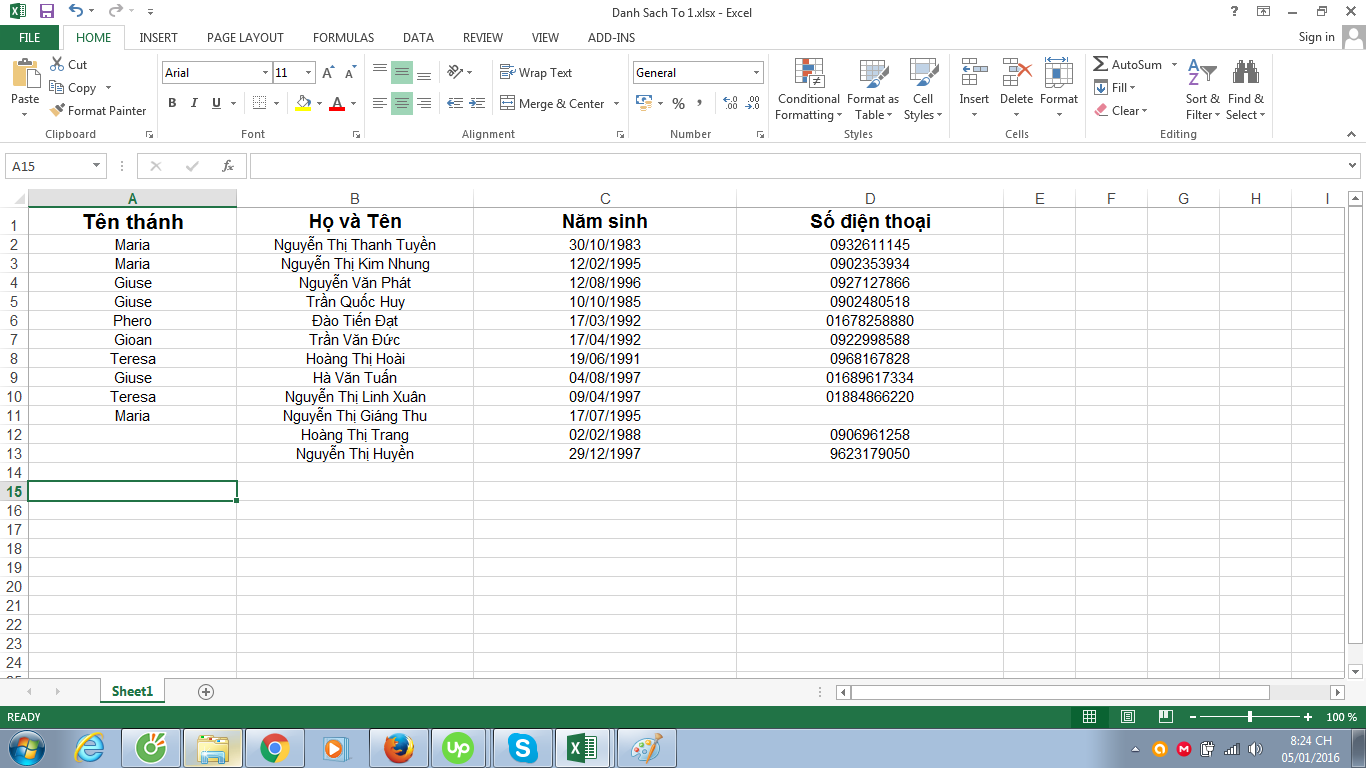 Danh Sach To 1.xlsx - Excel
FILE HOME INSERT PAGE LAYOUT FORMULAS DATA REVIEW VIEW ADD-INS Sign in
Paste Cut Copy Format Painter
Clipboard
Arial 11
B I U
Font
Wrap Text
Merge & Center
Alignment
General
% ,
Number
Conditional Formatting Format as Table Cell Styles
Styles
Insert Delete Format
Cells
AutoSum
Fill
Clear
Sort & Filter Find & Select
Editing
A15 fx
A B C D E F G H I
1 Tên thánh Họ và Tên Năm sinh Số điện thoại
2 Maria Nguyễn Thị Thanh Tuyền 30/10/1983 0932611145
3 Maria Nguyễn Thị Kim Nhung 12/02/1995 0902353934
4 Giuse Nguyễn Văn Phát 12/08/1996 0927127866
5 Giuse Trần Quốc Huy 10/10/1985 0902480518
6 Phero Đào Tiến Đạt 17/03/1992 01678258880
7 Gioan Trần Văn Đức 17/04/1992 0922998588
8 Teresa Hoàng Thị Hoài 19/06/1991 0968167828
9 Giuse Hà Văn Tuấn 04/08/1997 01689617334
10 Teresa Nguyễn Thị Linh Xuân 09/04/1997 01884866220
11 Maria Nguyễn Thị Giáng Thu 17/07/1995
12 Hoàng Thị Trang 02/02/1988 0906961258
13 Nguyễn Thị Huyền 29/12/1997 9623179050
14
15
16
17
18
19
20
21
22
23
24
Sheet1
READY 100 %
8:24 CH
05/01/2016